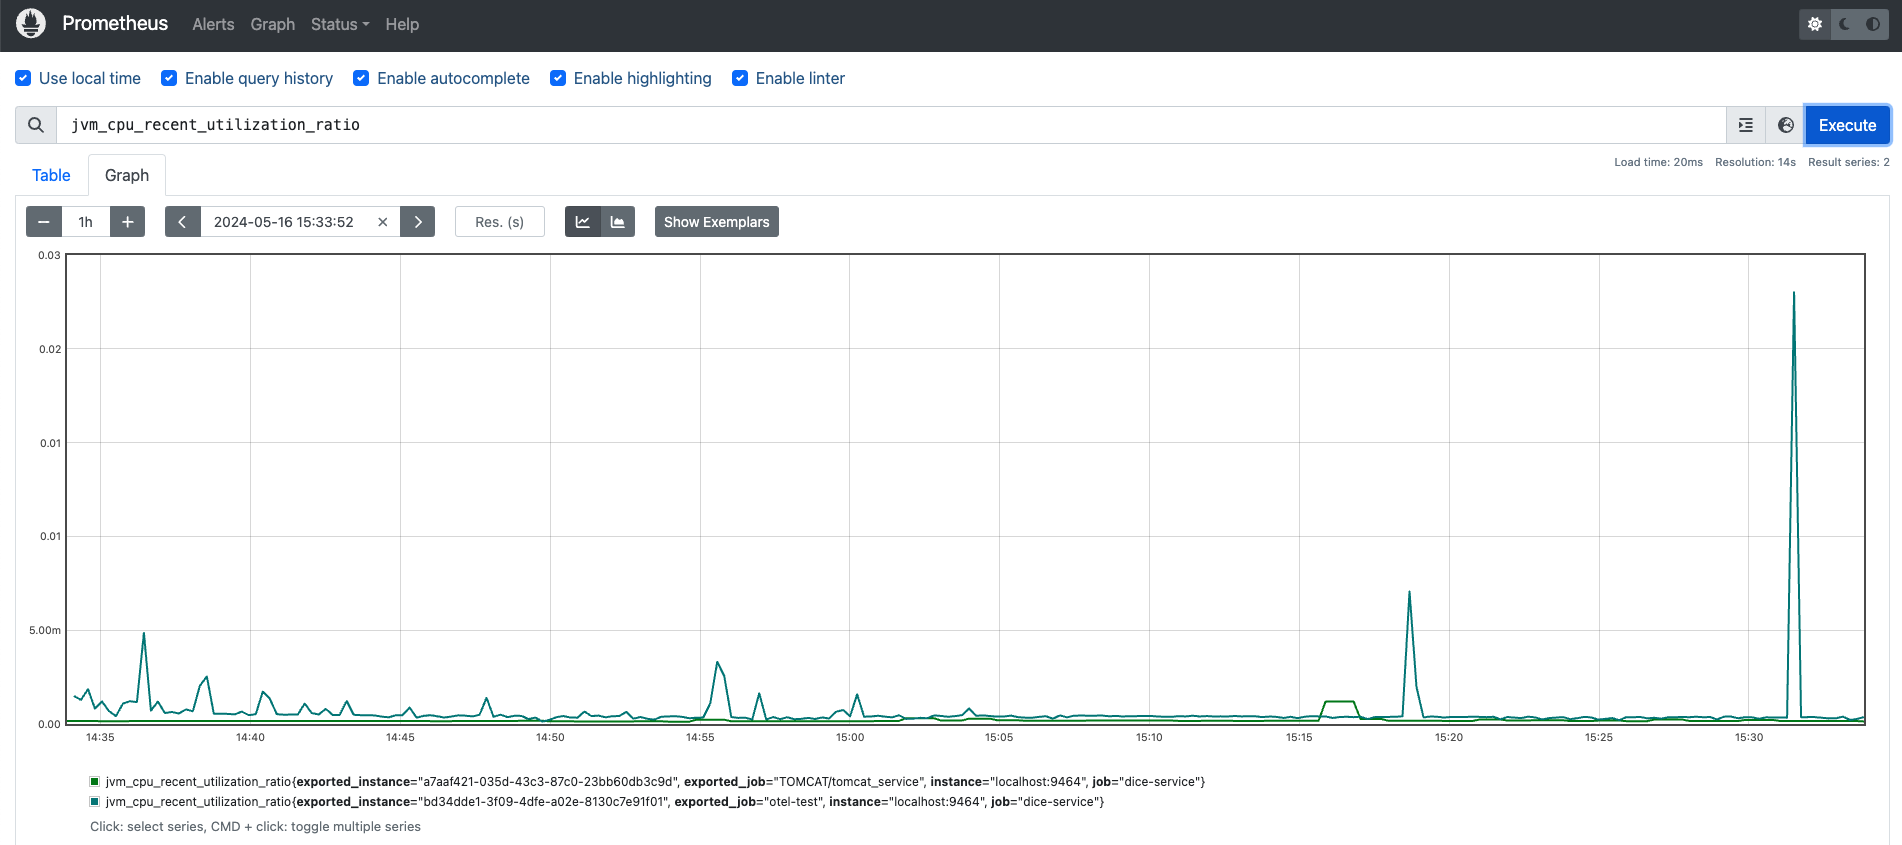 Prometheus Alerts Graph Status Help
Use local time Enable query history Enable autocomplete Enable highlighting Enable linter
jvm_cpu_recent_utilization_ratio Execute
Load time: 20ms Resolution: 14s Result series: 2
Table Graph
1h 2024-05-16 15:33:52 Res. (s) Show Exemplars
0.03
0.02
0.01
0.01
5.00m
0.00
14:35 14:40 14:45 14:50 14:55 15:00 15:05 15:10 15:15 15:20 15:25 15:30
jvm_cpu_recent_utilization_ratio{exported_instance="a7aaf421-035d-43c3-87c0-23bb60db3c9d", exported_job="TOMCAT/tomcat_service", instance="localhost:9464", job="dice-service"}
jvm_cpu_recent_utilization_ratio{exported_instance="bd34dde1-3f09-4dfe-a02e-8130c7e91f01", exported_job="otel-test", instance="localhost:9464", job="dice-service"}
Click: select series, CMD + click: toggle multiple series